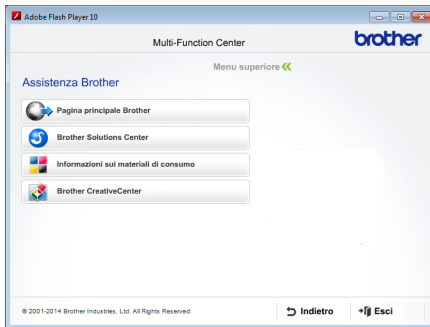 Adobe Flash Player 10
Multi-Function Center
brother
Menu superiore
Assistenza Brother
Pagina principale Brother
Brother Solutions Center
Informazioni sui materiali di consumo
Brother CreativeCenter
© 2001-2014 Brother Industries, Ltd. All Rights Reserved.
Indietro
Esci